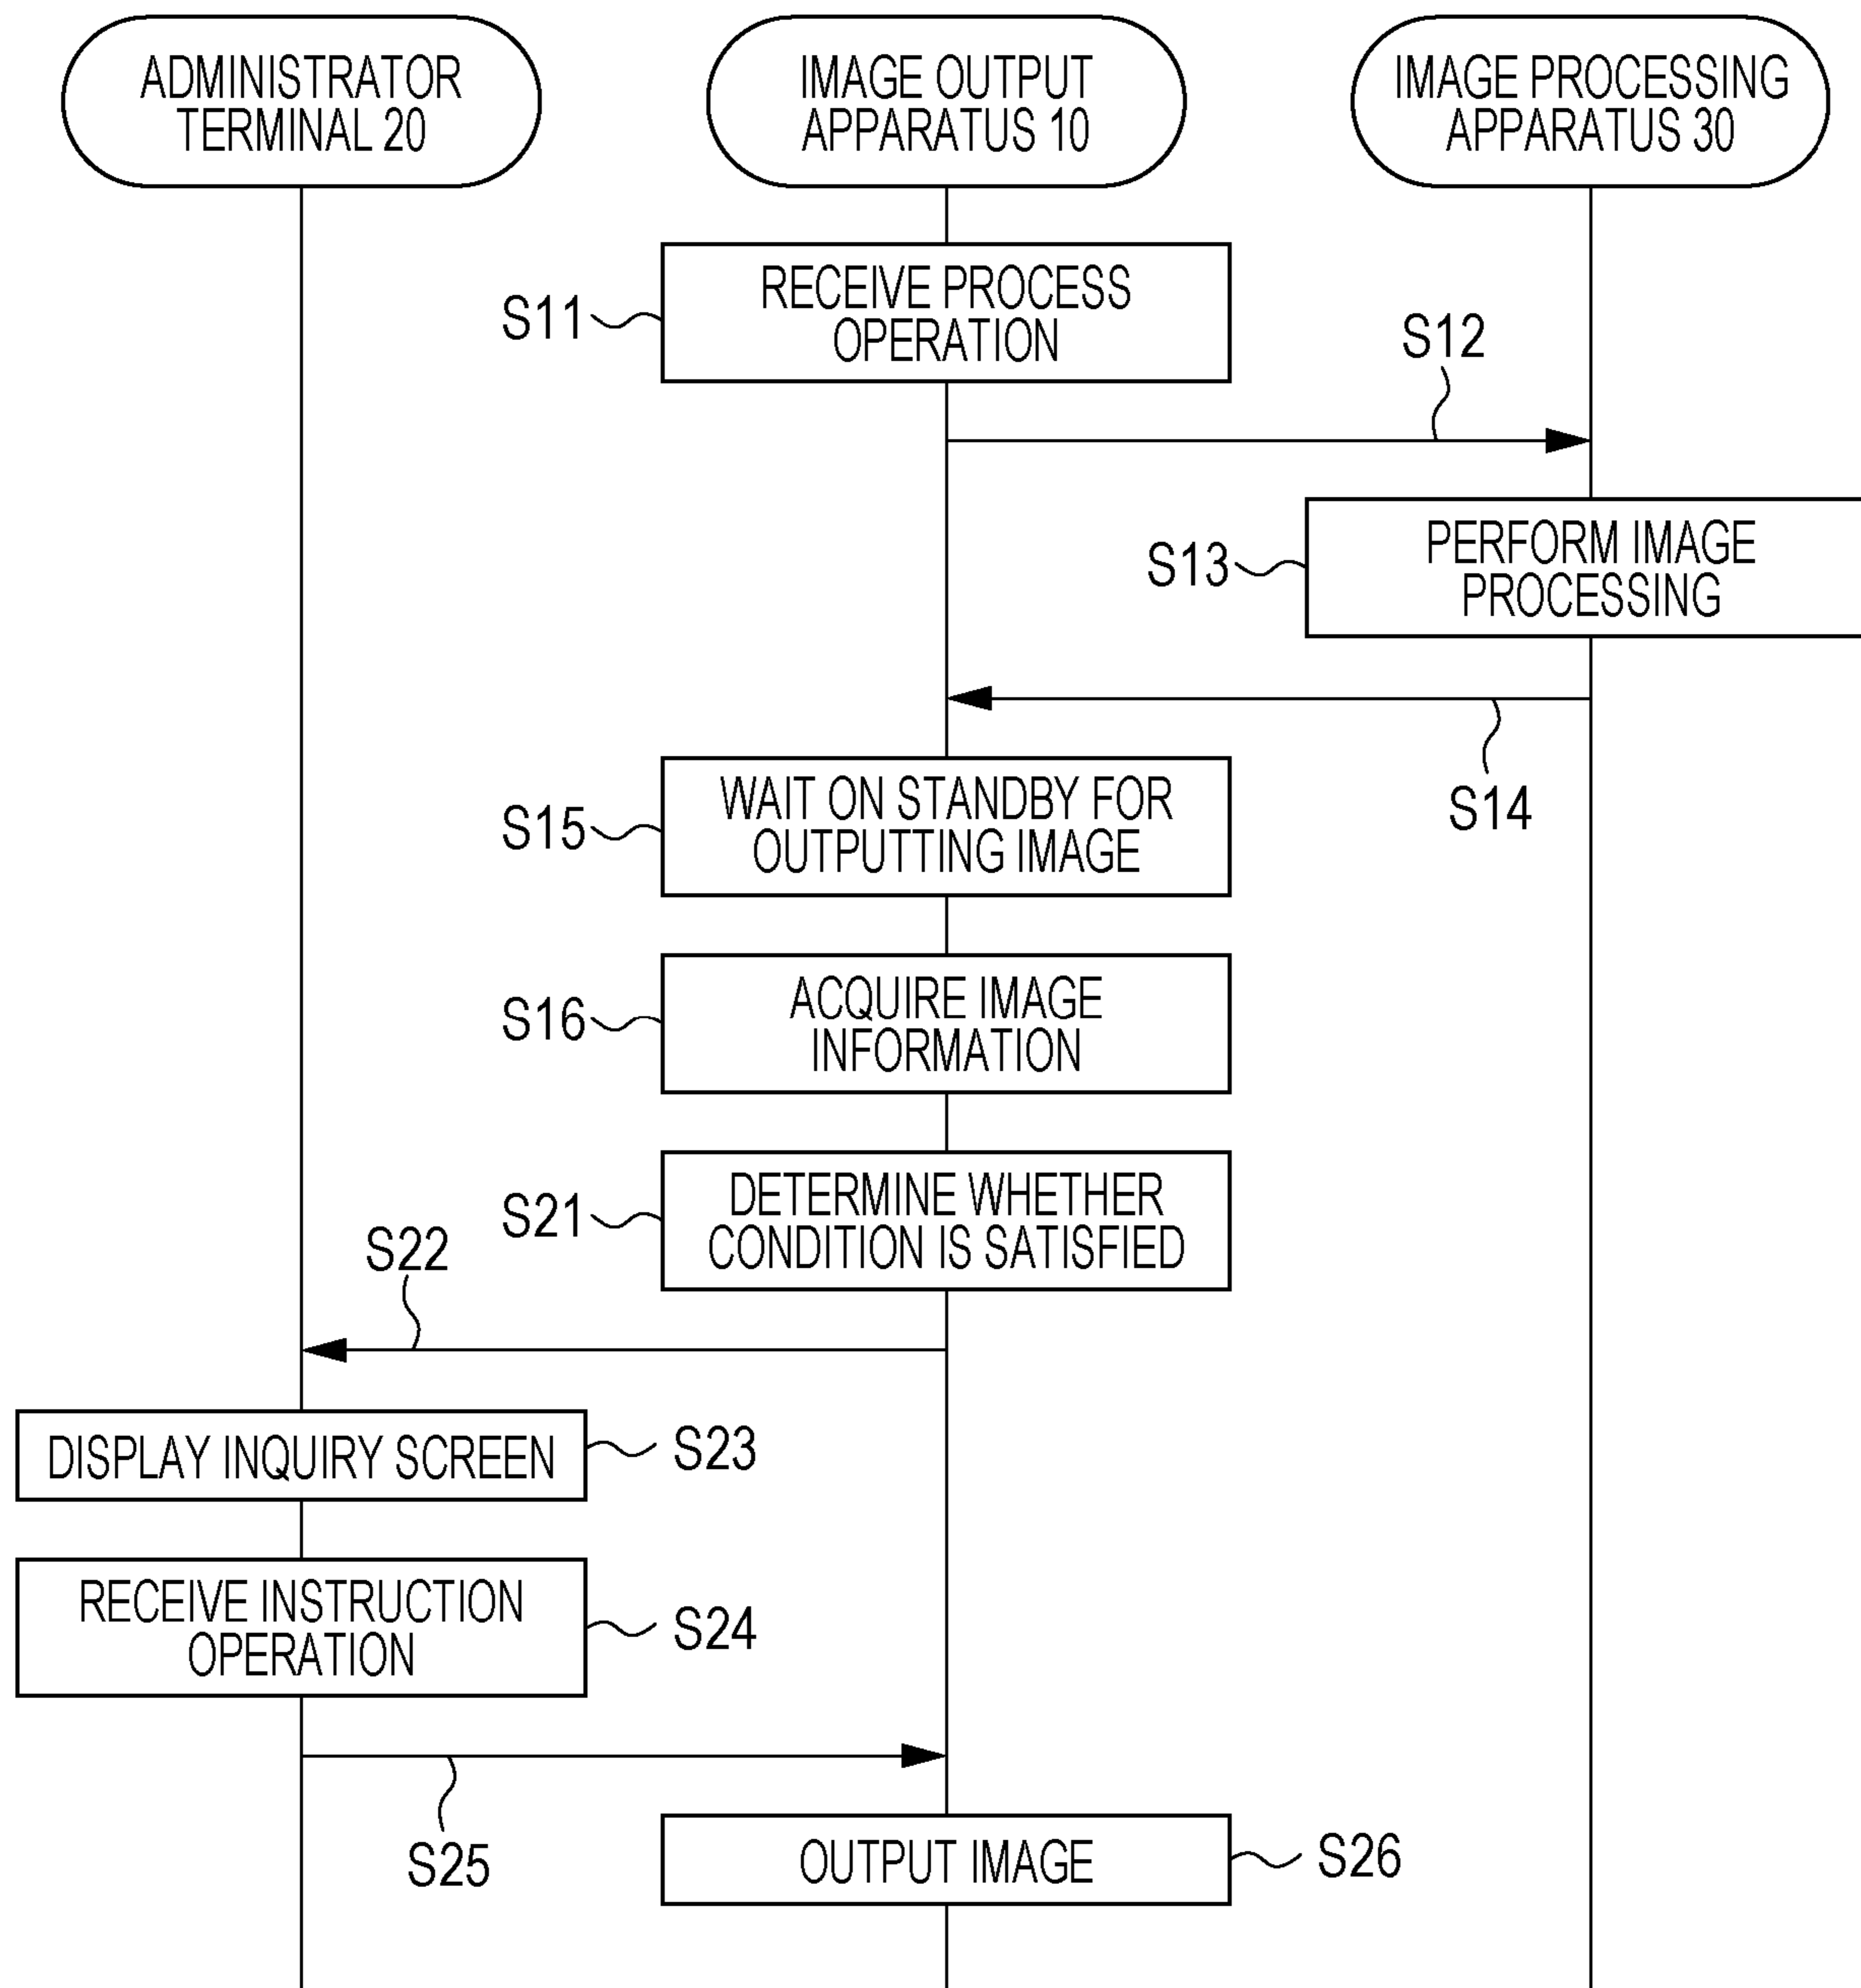 ADMINISTRATOR
TERMINAL 20
IMAGE OUTPUT
APPARATUS 10
IMAGE PROCESSING
APPARATUS 30
S11
RECEIVE PROCESS
OPERATION
S12
S13
PERFORM IMAGE
PROCESSING
S14
S15
WAIT ON STANDBY FOR
OUTPUTTING IMAGE
S16
ACQUIRE IMAGE
INFORMATION
S21
DETERMINE WHETHER
CONDITION IS SATISFIED
S22
DISPLAY INQUIRY SCREEN
S23
RECEIVE INSTRUCTION
OPERATION
S24
S25
OUTPUT IMAGE
S26